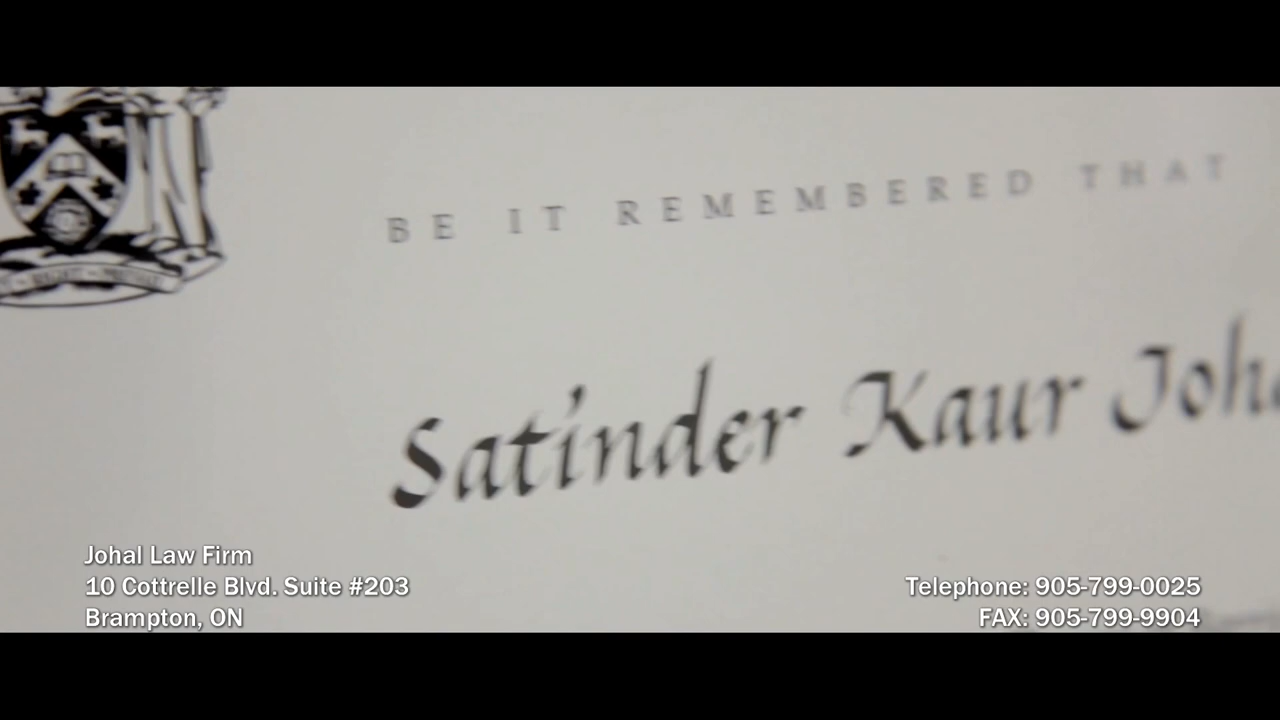 BE IT REMEMBERED THAT
Satinder Kaur Joh
Johal Law Firm
10 Cottrelle Blvd. Suite #203
Brampton, ON
Telephone: 905-799-0025
FAX: 905-799-9904